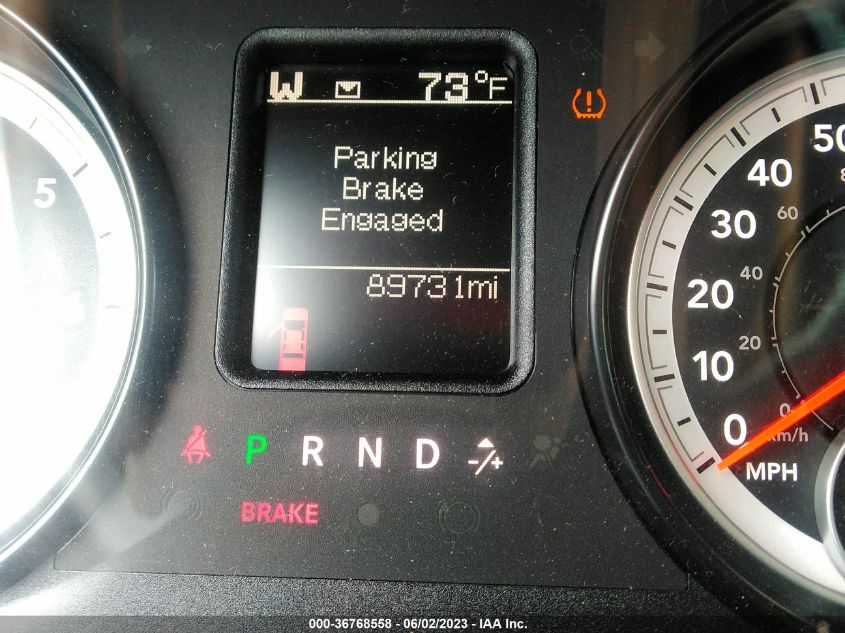 W 73°F
Parking
Brake
Engaged
89731mi
5
P R N D -/+
BRAKE
50
40
30
20
10
0
MPH
60
40
20
0
km/h
000-36768558 - 06/02/2023 - IAA Inc.